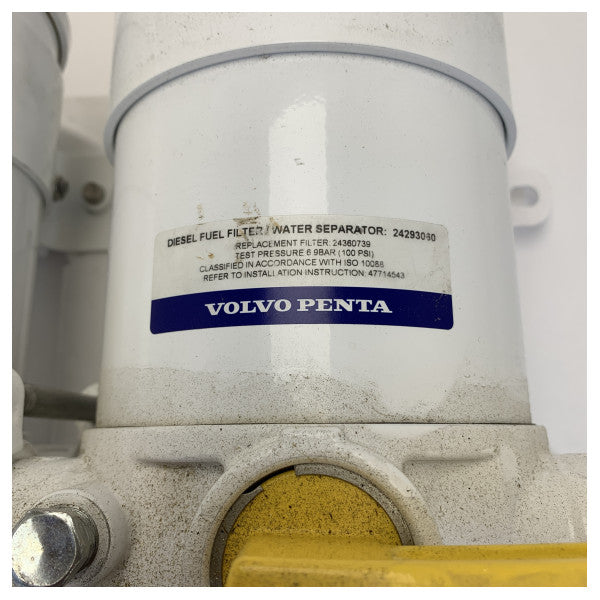 DIESEL FUEL FILTER / WATER SEPARATOR: 24293060
REPLACEMENT FILTER: 24360739
TEST PRESSURE 6.9BAR (100 PSI)
CLASSIFIED IN ACCORDANCE WITH ISO 10088
REFER TO INSTALLATION INSTRUCTION: 47714543
VOLVO PENTA